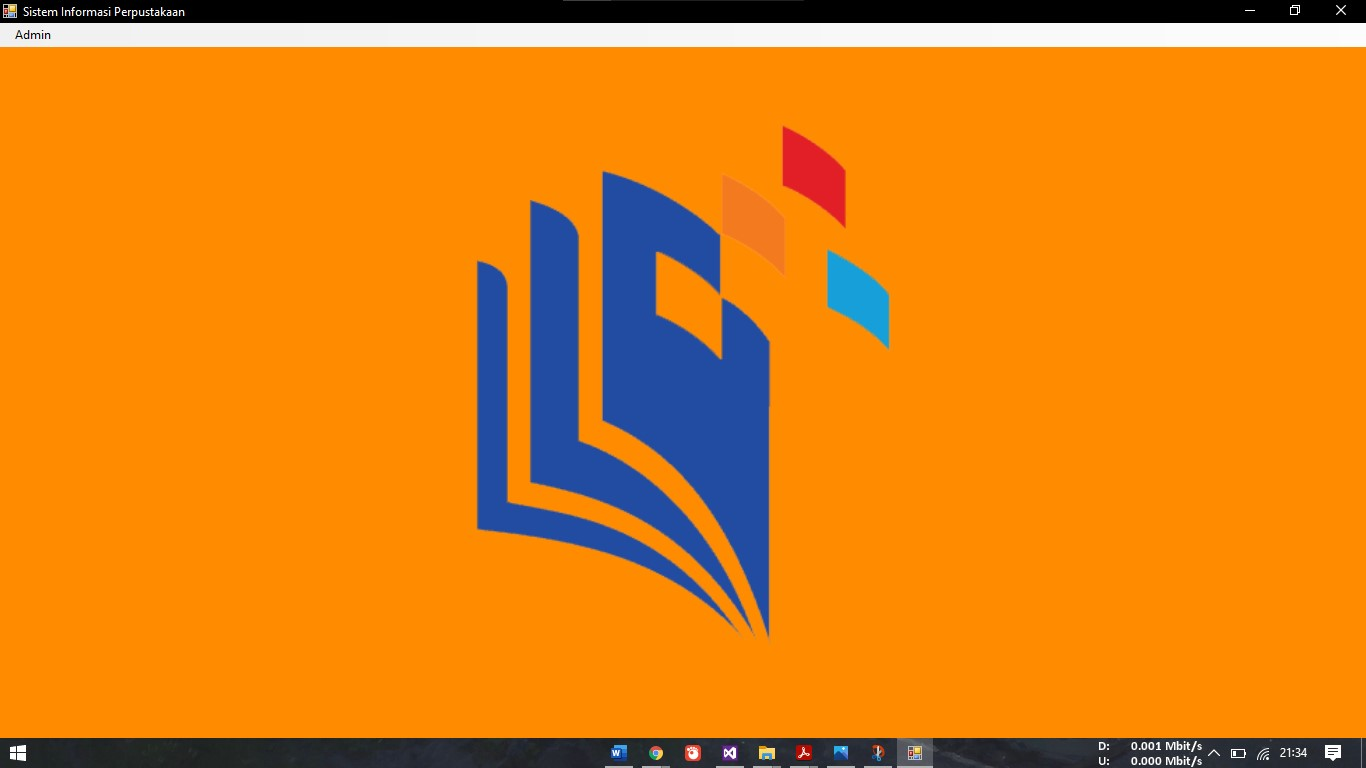 Sistem Informasi Perpustakaan
Admin
D: 0.001 Mbit/s
U: 0.000 Mbit/s
21:34